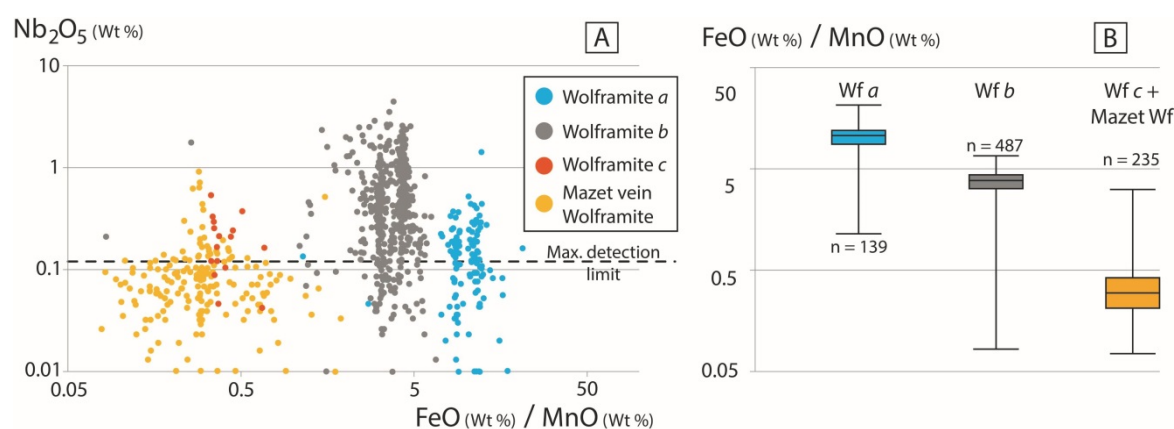 Nb₂O₅ (Wt %)
A
10
1
0.1
0.01
0.05
0.5
5
50
FeO (Wt %) / MnO (Wt %)
Wolframite a
Wolframite b
Wolframite c
Mazet vein
Wolframite
Max. detection
limit
FeO (Wt %) / MnO (Wt %)
B
50
5
0.5
0.05
Wf a
n = 139
Wf b
n = 487
Wf c +
Mazet Wf
n = 235